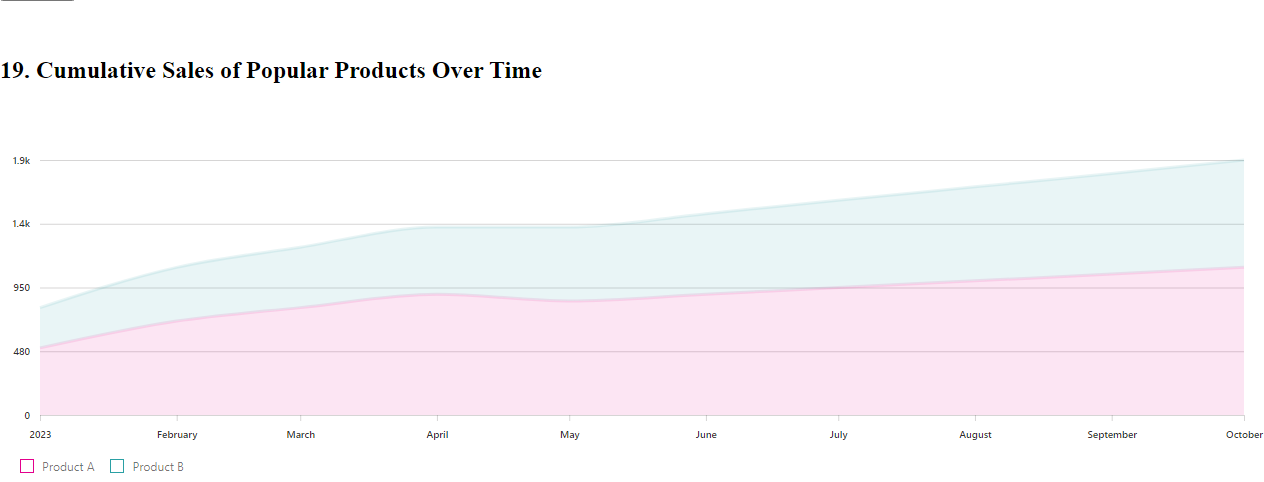 19. Cumulative Sales of Popular Products Over Time
1.9k
1.4k
950
480
0
2023 February March April May June July August September October
Product A Product B